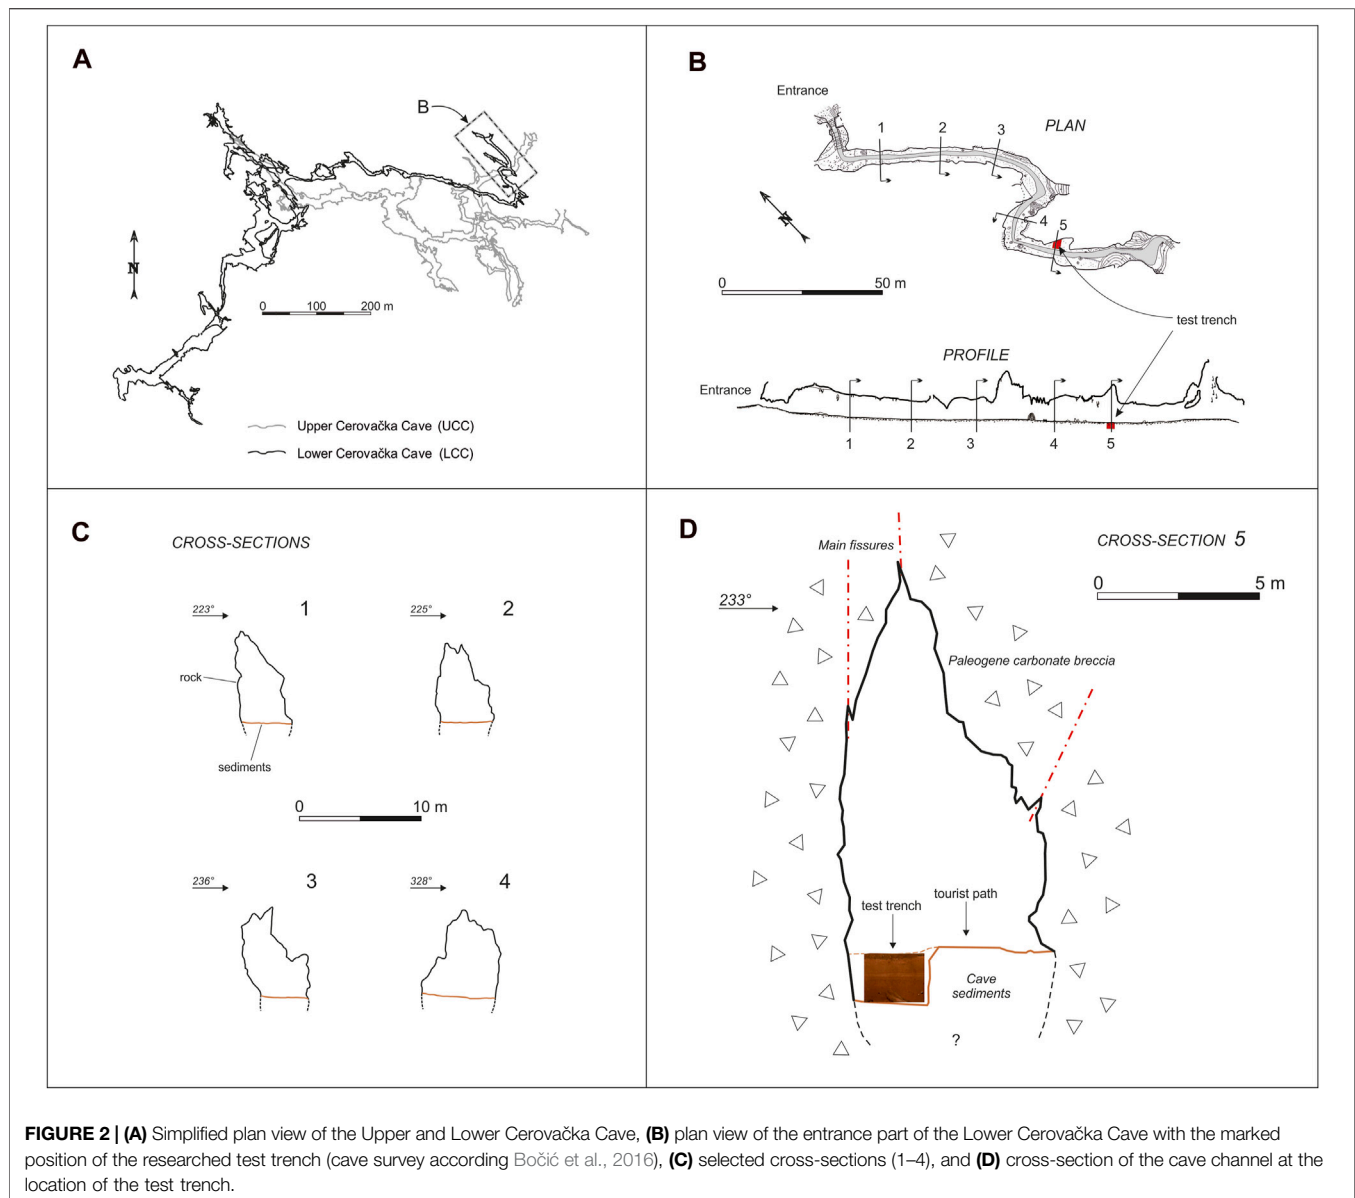 A
B
N
0 100 200 m
Upper Cerovačka Cave (UCC)
Lower Cerovačka Cave (LCC)
B
Entrance
PLAN
1 2 3
4
5
N
0 50 m
test trench
PROFILE
Entrance
1 2 3 4 5
C
CROSS-SECTIONS
223° 1
225° 2
rock
sediments
0 10 m
236° 3
328° 4
D
Main fissures
CROSS-SECTION 5
0 5 m
233°
Paleogene carbonate breccia
test trench
tourist path
Cave
sediments
?
FIGURE 2 | (A) Simplified plan view of the Upper and Lower Cerovačka Cave, (B) plan view of the entrance part of the Lower Cerovačka Cave with the marked
position of the researched test trench (cave survey according Bočić et al., 2016), (C) selected cross-sections (1–4), and (D) cross-section of the cave channel at the
location of the test trench.